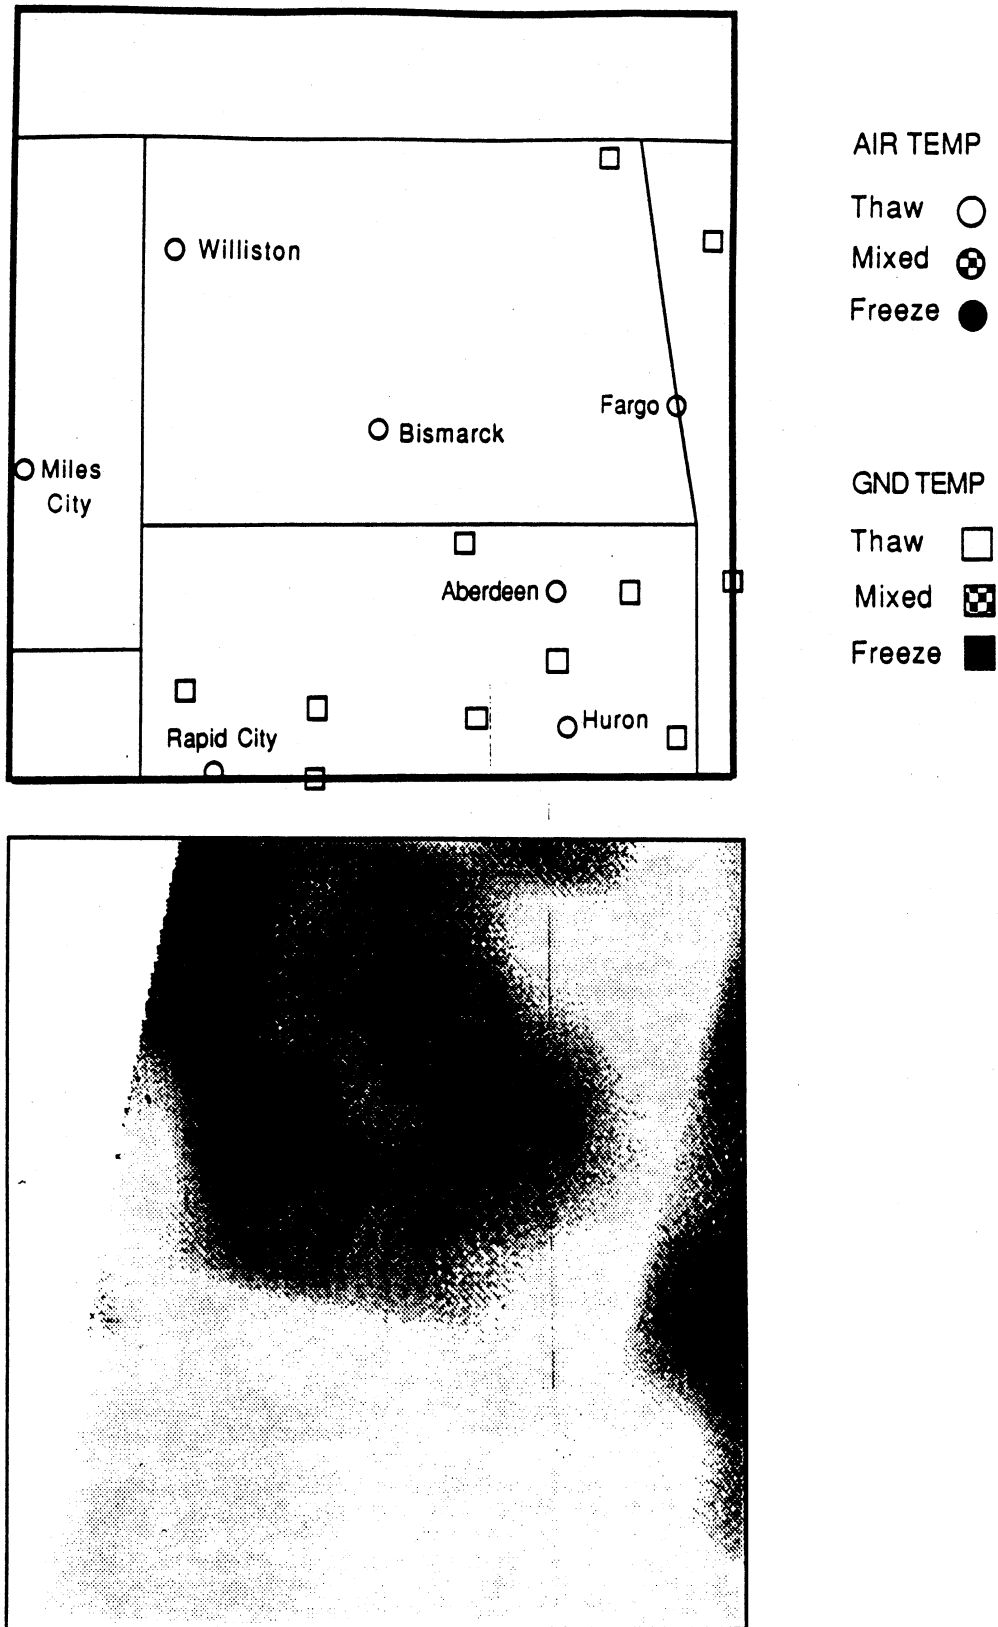 AIR TEMP
Thaw
Mixed
Freeze
Williston
Fargo
Bismarck
Miles
City
GND TEMP
Thaw
Mixed
Freeze
Aberdeen
Huron
Rapid City